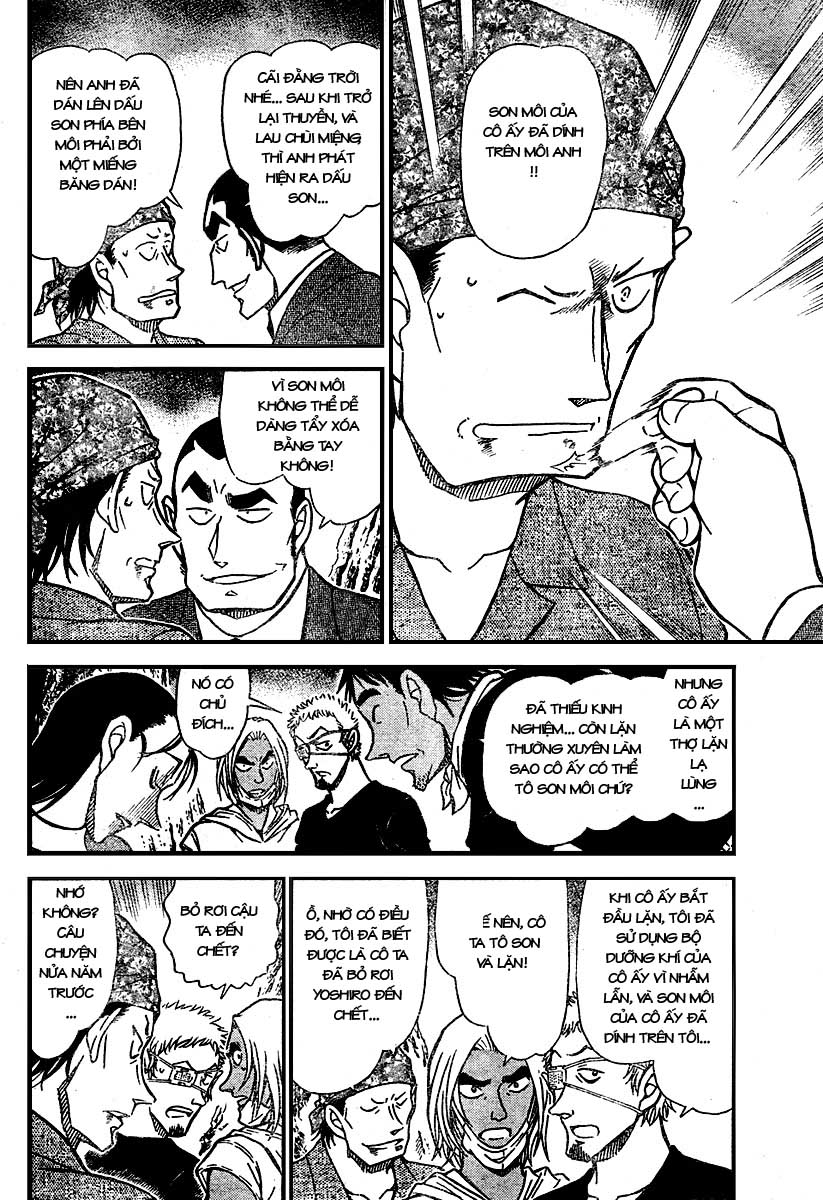 SON MÔI CỦA
CÔ ẤY ĐÃ DÍNH
TRÊN MÔI ANH
!!
CÃI ĐẰNG TRỜI
NHÉ... SAU KHI TRỞ
LẠI THUYỀN, VÀ
LAU CHÙI MIỆNG,
THÌ ANH PHÁT
HIỆN RA DẤU
SON...
NÊN ANH ĐÃ
DÁN LÊN DẤU
SON PHÍA BÊN
MÔI PHẢI BỞI
MỘT MIẾNG
BĂNG DÁN!
VÌ SON MÔI
KHÔNG THỂ DỄ
DÀNG TẨY XÓA
BẰNG TAY
KHÔNG!
NHƯNG
CÔ ẤY
LÀ MỘT
THỢ LẶN
LẠ
LÙNG
...
ĐÃ THIẾU KINH
NGHIỆM... CÒN LẶN
THƯỜNG XUYÊN LÀM
SAO CÔ ẤY CÓ THỂ
TÔ SON MÔI CHỨ?
NÓ CÓ
CHỦ
ĐÍCH...
KHI CÔ ẤY BẮT
ĐẦU LẶN, TÔI ĐÃ
SỬ DỤNG BỘ
DƯỠNG KHÍ CỦA
CÔ ẤY VÌ NHẦM
LẪN, VÀ SON MÔI
CỦA CÔ ẤY ĐÃ
DÍNH TRÊN TÔI...
Ế NÊN, CÔ
TA TÔ SON
VÀ LẶN!
Ồ, NHỜ CÓ ĐIỀU
ĐÓ, TÔI ĐÃ BIẾT
ĐƯỢC LÀ CÔ TA
ĐÃ BỎ RƠI
YOSHIRO ĐẾN
CHẾT...
BỎ RƠI CẬU
TA ĐẾN
CHẾT?
NHỚ
KHÔNG?
CÂU
CHUYỆN
NỬA NĂM
TRƯỚC
...